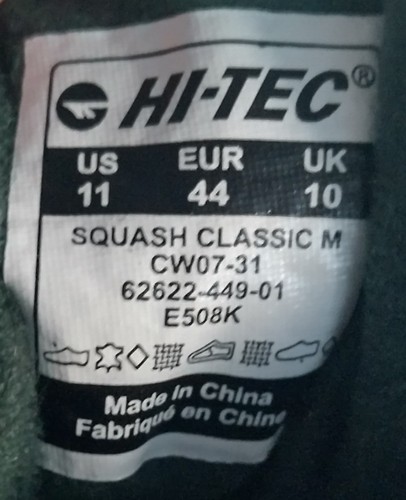 HI-TEC®
US EUR UK
11 44 10
SQUASH CLASSIC M
CW07-31
62622-449-01
E508K
Made in China
Fabriqué en Chine